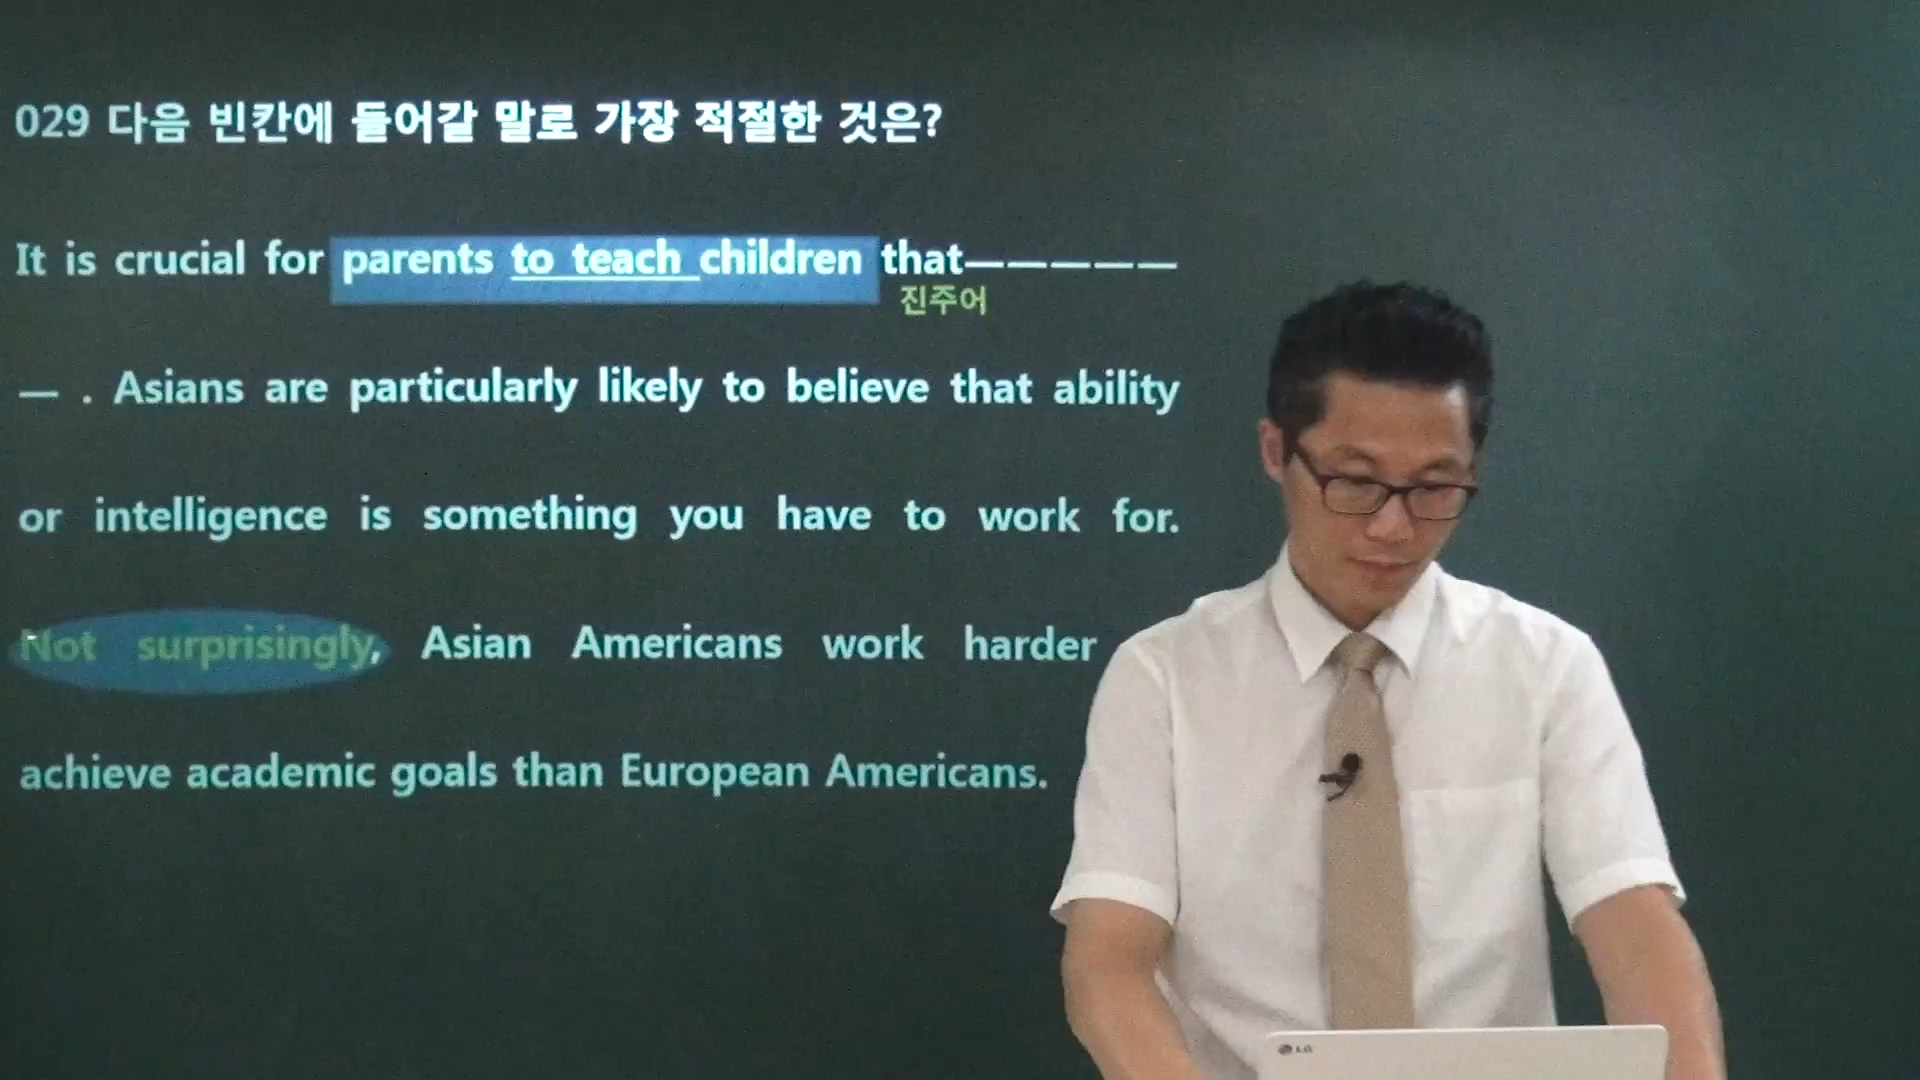 029 다음 빈칸에 들어갈 말로 가장 적절한 것은?
It is crucial for parents to teach children that—————
진주어
— . Asians are particularly likely to believe that ability
or intelligence is something you have to work for.
Not surprisingly, Asian Americans work harder
achieve academic goals than European Americans.
LG